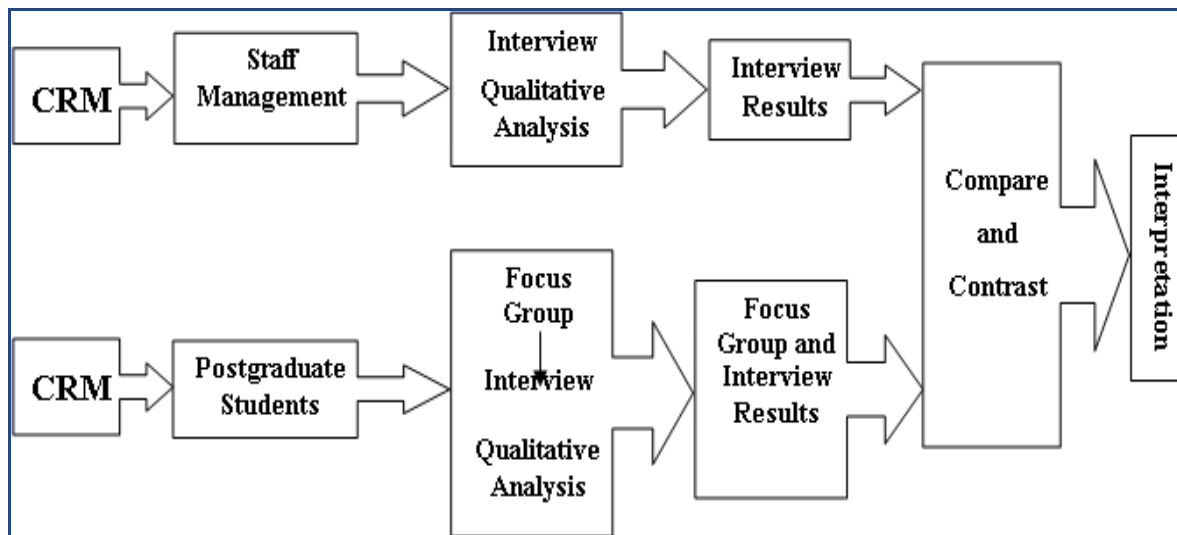 CRM
Staff
Management
Interview
Qualitative
Analysis
Interview
Results
Compare
and
Contrast
Interpretation
CRM
Postgraduate
Students
Focus
Group
Interview
Qualitative
Analysis
Focus
Group and
Interview
Results